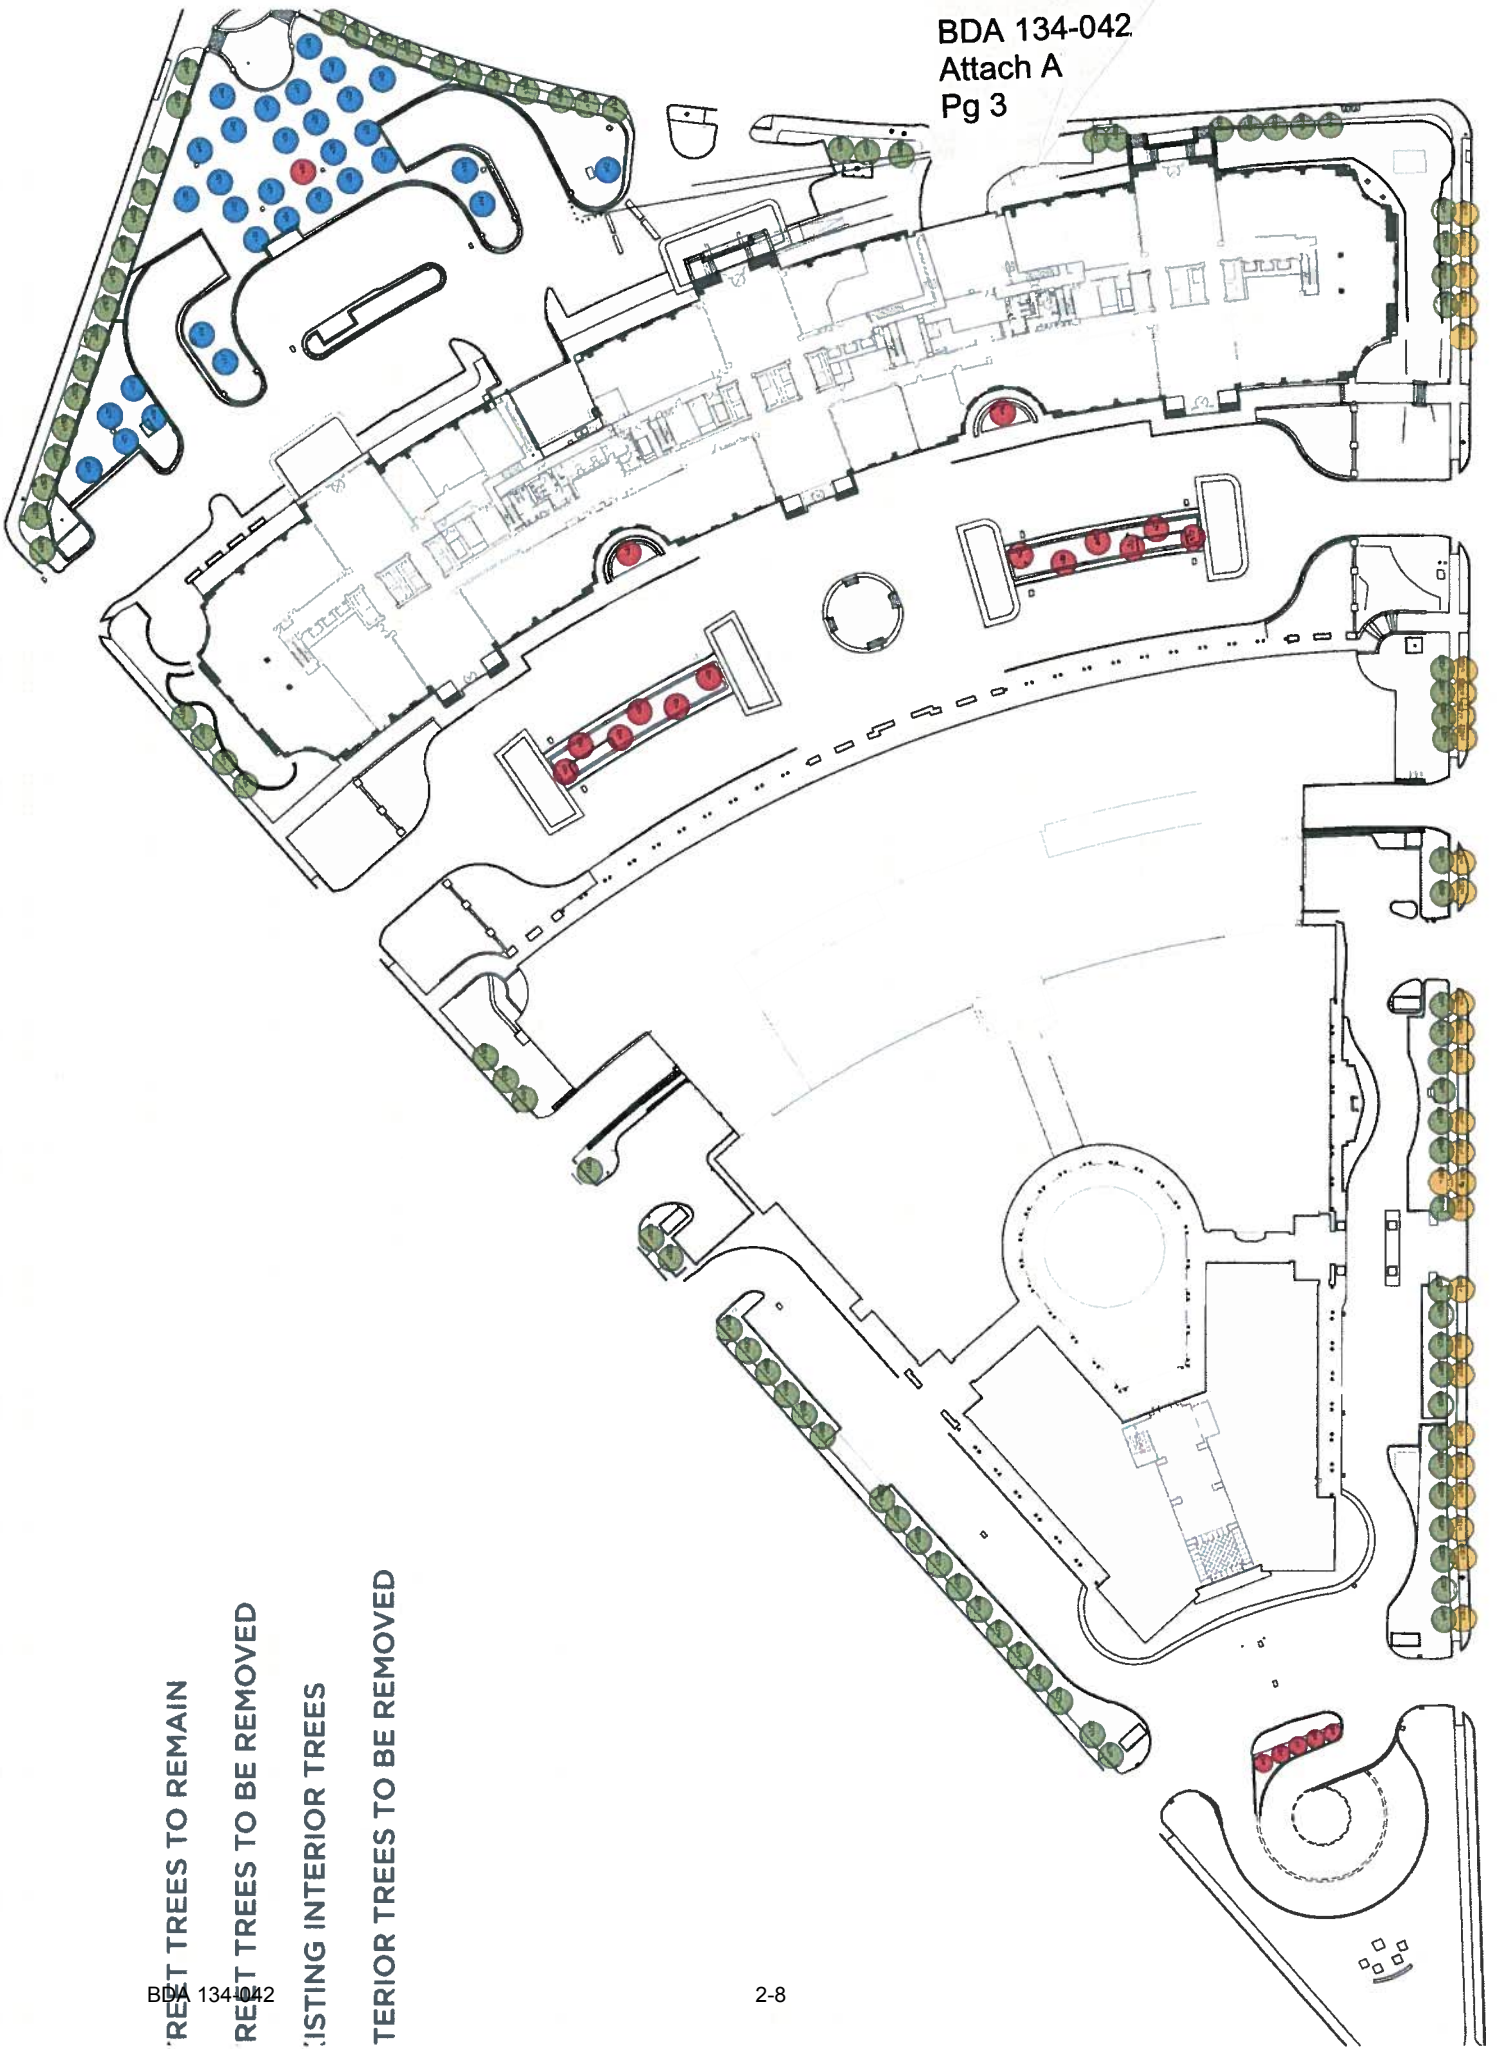 BDA 134-042
Attach A
Pg 3
REET TREES TO REMAIN
REET TREES TO BE REMOVED
ISTING INTERIOR TREES
TERIOR TREES TO BE REMOVED
BDA 134-042
2-8